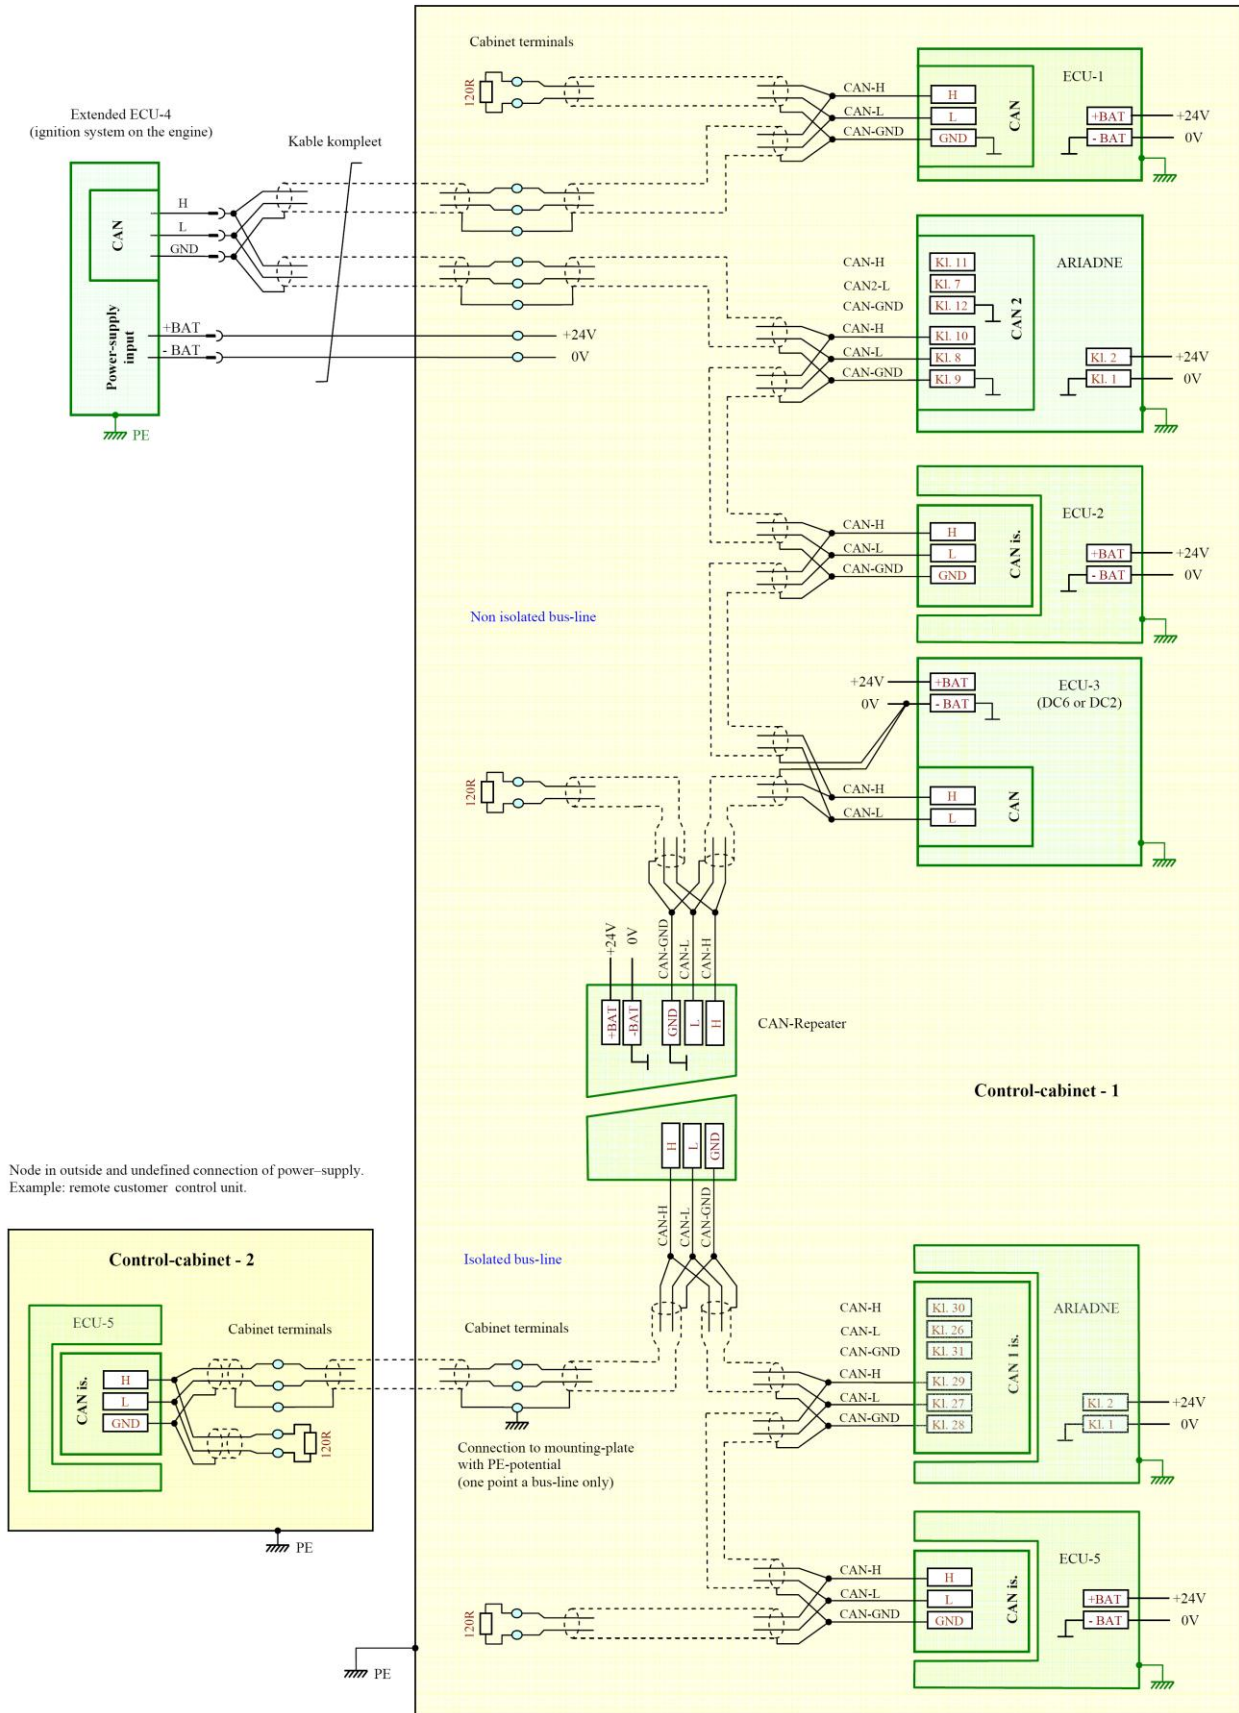 Cabinet terminals
120R
CAN-H
CAN-L
CAN-GND
H
L
GND
CAN
ECU-1
+BAT
- BAT
+24V
0V
Extended ECU-4
(ignition system on the engine)
Kable kompleet
CAN
H
L
GND
Power-supply
input
+BAT
- BAT
PE
+24V
0V
CAN-H
CAN2-L
CAN-GND
CAN-H
CAN-L
CAN-GND
Kl. 11
Kl. 7
Kl. 12
Kl. 10
Kl. 8
Kl. 9
CAN 2
ARIADNE
Kl. 2
Kl. 1
+24V
0V
CAN-H
CAN-L
CAN-GND
H
L
GND
CAN is.
ECU-2
+BAT
- BAT
+24V
0V
Non isolated bus-line
+24V
0V
+BAT
- BAT
ECU-3
(DC6 or DC2)
120R
CAN-H
CAN-L
H
L
CAN
+24V
0V
CAN-GND
CAN-L
CAN-H
+BAT
-BAT
GND
L
H
CAN-Repeater
Control-cabinet - 1
H
L
GND
CAN-H
CAN-L
CAN-GND
Node in outside and undefined connection of power–supply.
Example: remote customer control unit.
Control-cabinet - 2
ECU-5
Cabinet terminals
CAN is.
H
L
GND
120R
PE
Isolated bus-line
Cabinet terminals
Connection to mounting-plate
with PE-potential
(one point a bus-line only)
CAN-H
CAN-L
CAN-GND
CAN-H
CAN-L
CAN-GND
Kl. 30
Kl. 26
Kl. 31
Kl. 29
Kl. 27
Kl. 28
CAN 1 is.
ARIADNE
Kl. 2
Kl. 1
+24V
0V
120R
CAN-H
CAN-L
CAN-GND
H
L
GND
CAN is.
ECU-5
+BAT
- BAT
+24V
0V
PE